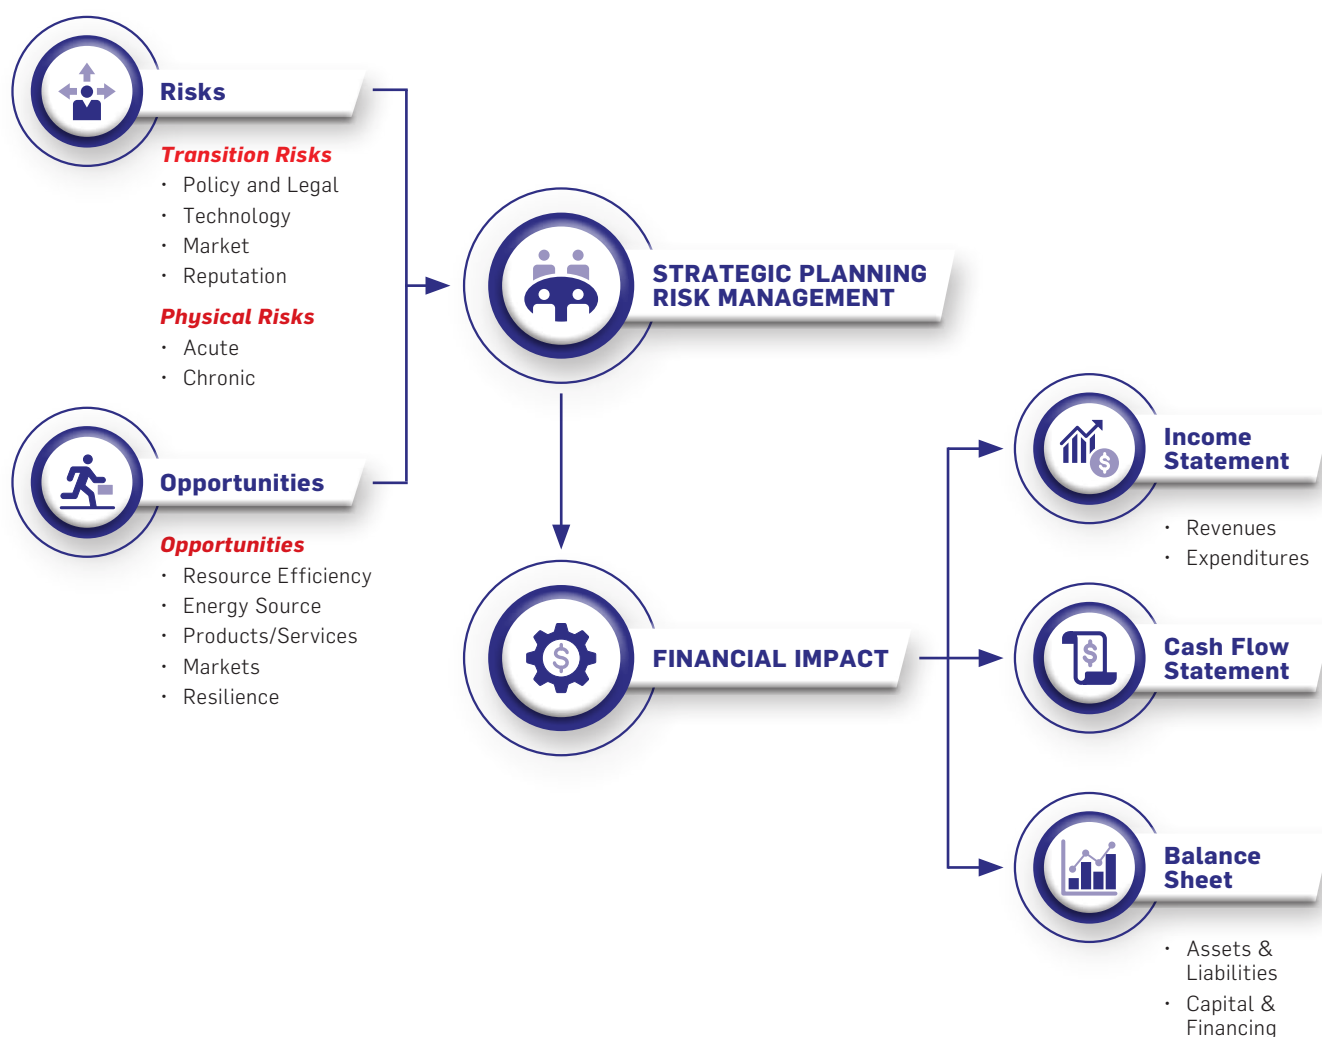 Risks
Transition Risks
· Policy and Legal
· Technology
· Market
· Reputation
Physical Risks
· Acute
· Chronic
Opportunities
Opportunities
· Resource Efficiency
· Energy Source
· Products/Services
· Markets
· Resilience
STRATEGIC PLANNING
RISK MANAGEMENT
$
FINANCIAL IMPACT
$
Income
Statement
· Revenues
· Expenditures
$
Cash Flow
Statement
Balance
Sheet
· Assets &
Liabilities
· Capital &
Financing